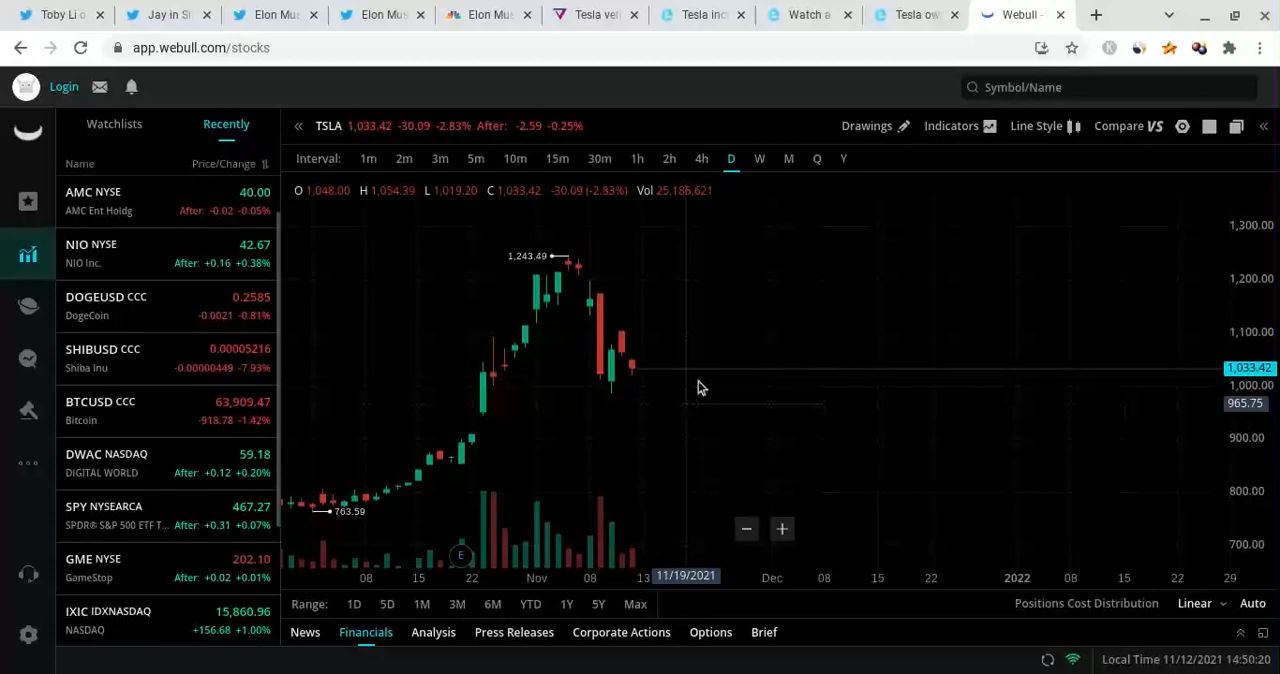 Toby Li o
Jay in S
Elon Mus
Elon Mus
Elon Mus
Tesla vel
Tesla inc
Watch a
Tesla ow
Webull -
app.webull.com/stocks
Login
Symbol/Name
Watchlists Recently
Name Price/Change
AMC NYSE 40.00
AMC Ent Holdg After: -0.02 -0.05%
NIO NYSE 42.67
NIO Inc. After: +0.16 +0.38%
DOGEUSD CCC 0.2585
DogeCoin -0.0021 -0.81%
SHIBUSD CCC 0.00005216
Shiba Inu -0.00000449 -7.93%
BTCUSD CCC 63,909.47
Bitcoin -918.78 -1.42%
DWAC NASDAQ 59.18
DIGITAL WORLD After: +0.12 +0.20%
SPY NYSEARCA 467.27
SPDR® S&P 500 ETF T... After: +0.31 +0.07%
GME NYSE 202.10
GameStop After: +0.02 +0.01%
IXIC IDXNASDAQ 15,860.96
NASDAQ +156.68 +1.00%
TSLA 1,033.42 -30.09 -2.83% After: -2.59 -0.25%
Drawings Indicators Line Style Compare VS
Interval: 1m 2m 3m 5m 10m 15m 30m 1h 2h 4h D W M Q Y
O 1,048.00 H 1,054.39 L 1,019.20 C 1,033.42 -30.09 (-2.83%) Vol 25,185,621
1,300.00
1,243.49
1,200.00
1,100.00
1,033.42
1,000.00
965.75
900.00
800.00
763.59
700.00
E
08 15 22 Nov 08 13 11/19/2021 Dec 08 15 22 2022 08 15 22 29
Range: 1D 5D 1M 3M 6M YTD 1Y 5Y Max
Positions Cost Distribution Linear Auto
News Financials Analysis Press Releases Corporate Actions Options Brief
Local Time 11/12/2021 14:50:20